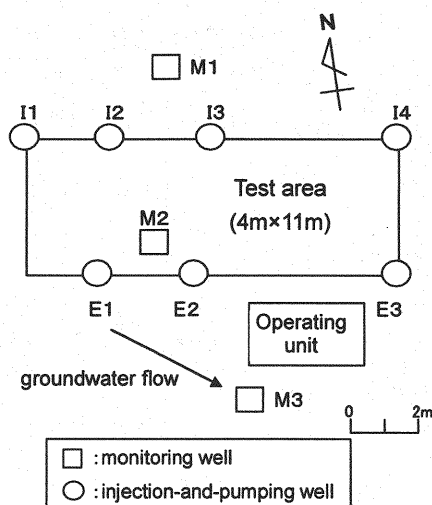 N
M1
I1 I2 I3 I4
Test area
(4m×11m)
M2
E1 E2 E3
Operating
unit
groundwater flow
M3
0 2m
: monitoring well
: injection-and-pumping well